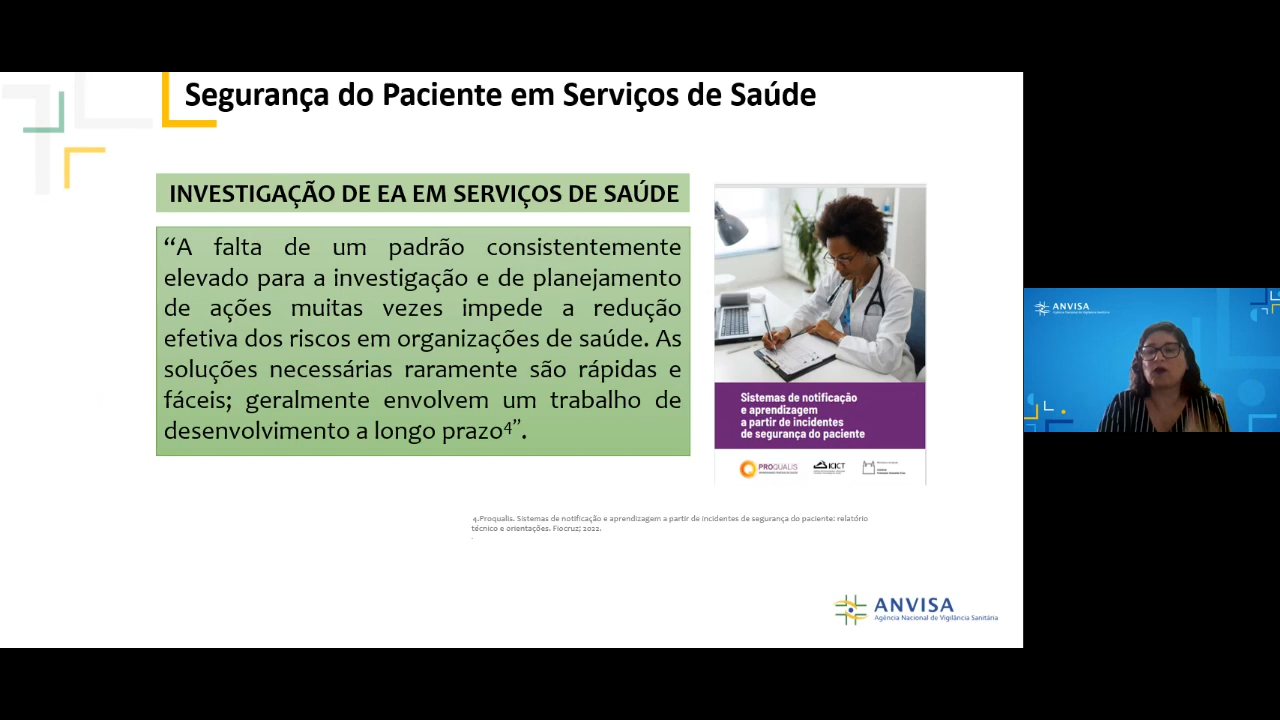 Segurança do Paciente em Serviços de Saúde
INVESTIGAÇÃO DE EA EM SERVIÇOS DE SAÚDE
“A falta de um padrão consistentemente
elevado para a investigação e de planejamento
de ações muitas vezes impede a redução
efetiva dos riscos em organizações de saúde. As
soluções necessárias raramente são rápidas e
fáceis; geralmente envolvem um trabalho de
desenvolvimento a longo prazo⁴”.
Sistemas de notificação
e aprendizagem
a partir de incidentes
de segurança do paciente
PROQUALIS
ICICT
4.Proqualis. Sistemas de notificação e aprendizagem a partir de incidentes de segurança do paciente: relatório
técnico e orientações. Fiocruz; 2022.
.
ANVISA
Agência Nacional de Vigilância Sanitária
ANVISA
Agência Nacional de Vigilância Sanitária